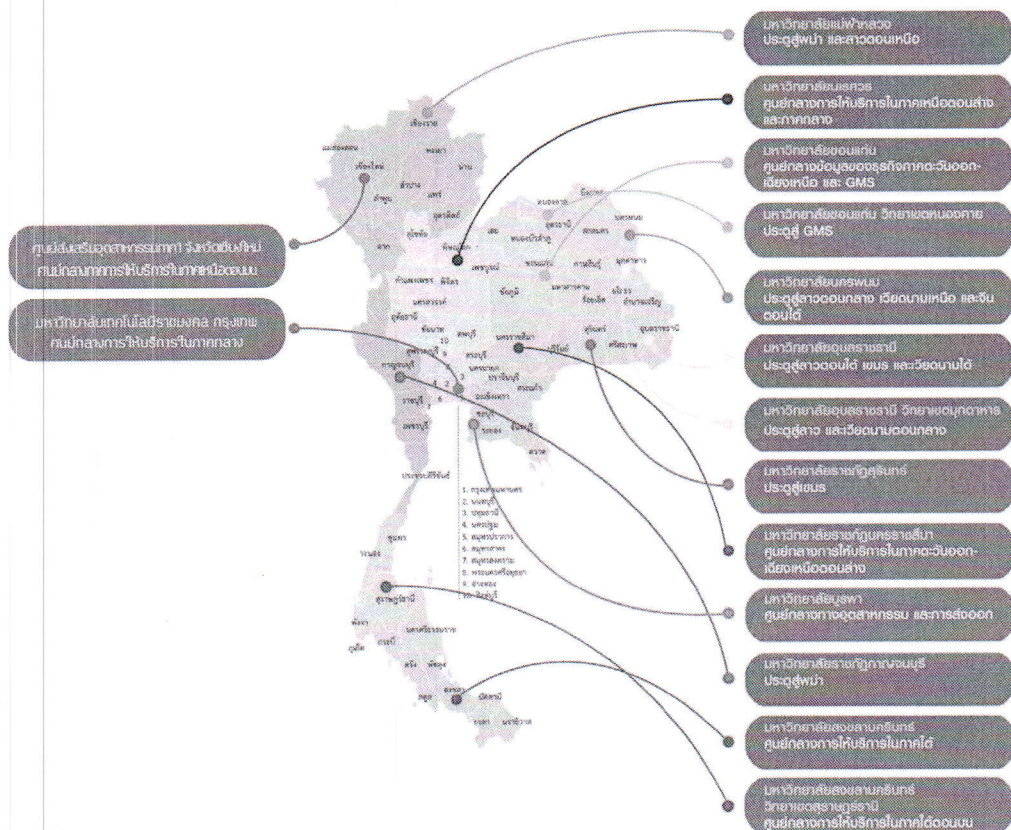 มหาวิทยาลัยแม่ฟ้าหลวง
ประตูสู่พม่า และลาวตอนเหนือ
มหาวิทยาลัยนเรศวร
ศูนย์กลางการให้บริการในภาคเหนือตอนล่าง
และภาคกลาง
มหาวิทยาลัยขอนแก่น
ศูนย์กลางข้อมูลของธุรกิจภาคตะวันออก-
เฉียงเหนือ และ GMS
มหาวิทยาลัยขอนแก่น วิทยาเขตหนองคาย
ประตูสู่ GMS
มหาวิทยาลัยนครพนม
ประตูสู่ลาวตอนกลาง เวียดนามเหนือ และจีน
ตอนใต้
มหาวิทยาลัยอุบลราชธานี
ประตูสู่ลาวตอนใต้ เขมร และเวียดนามใต้
มหาวิทยาลัยอุบลราชธานี วิทยาเขตมุกดาหาร
ประตูสู่ลาว และเวียดนามตอนกลาง
มหาวิทยาลัยราชภัฏสุรินทร์
ประตูสู่เขมร
มหาวิทยาลัยราชภัฏนครราชสีมา
ศูนย์กลางการให้บริการในภาคตะวันออก-
เฉียงเหนือตอนล่าง
มหาวิทยาลัยบูรพา
ศูนย์กลางทางอุตสาหกรรม และการส่งออก
มหาวิทยาลัยราชภัฏกาญจนบุรี
ประตูสู่พม่า
มหาวิทยาลัยสงขลานครินทร์
ศูนย์กลางการให้บริการในภาคใต้
มหาวิทยาลัยสงขลานครินทร์
วิทยาเขตสุราษฎร์ธานี
ศูนย์กลางการให้บริการในภาคใต้ตอนบน
ศูนย์ส่งเสริมอุตสาหกรรมภาค1 จังหวัดเชียงใหม่
ศูนย์กลางการให้บริการในภาคเหนือตอนบน
มหาวิทยาลัยเทคโนโลยีราชมงคล กรุงเทพ
ศูนย์กลางการให้บริการในภาคกลาง
เชียงราย
แม่ฮ่องสอน
เชียงใหม่
พะเยา
น่าน
ลำปาง
ลำพูน
แพร่
อุตรดิตถ์
สุโขทัย
ตาก
พิษณุโลก
เลย
หนองคาย
บึงกาฬ
อุดรธานี
หนองบัวลำภู
สกลนคร
นครพนม
เพชรบูรณ์
ขอนแก่น
กาฬสินธุ์
มุกดาหาร
กำแพงเพชร
พิจิตร
ชัยภูมิ
มหาสารคาม
ร้อยเอ็ด
ยโสธร
อำนาจเจริญ
นครสวรรค์
อุทัยธานี
ชัยนาท
ลพบุรี
นครราชสีมา
บุรีรัมย์
สุรินทร์
ศรีสะเกษ
อุบลราชธานี
10
9
สุพรรณบุรี
สระบุรี
นครนายก
กาญจนบุรี
ปราจีนบุรี
สระแก้ว
4 2 3
6
7
ฉะเชิงเทรา
ราชบุรี
ชลบุรี
เพชรบุรี
ระยอง
จันทบุรี
ตราด
ประจวบคีรีขันธ์
1. กรุงเทพมหานคร
2. นนทบุรี
3. ปทุมธานี
4. นครปฐม
5. สมุทรปราการ
6. สมุทรสาคร
7. สมุทรสงคราม
8. พระนครศรีอยุธยา
9. อ่างทอง
10. สิงห์บุรี
ชุมพร
ระนอง
สุราษฎร์ธานี
พังงา
นครศรีธรรมราช
ภูเก็ต
กระบี่
ตรัง
พัทลุง
สงขลา
สตูล
ปัตตานี
ยะลา
นราธิวาส